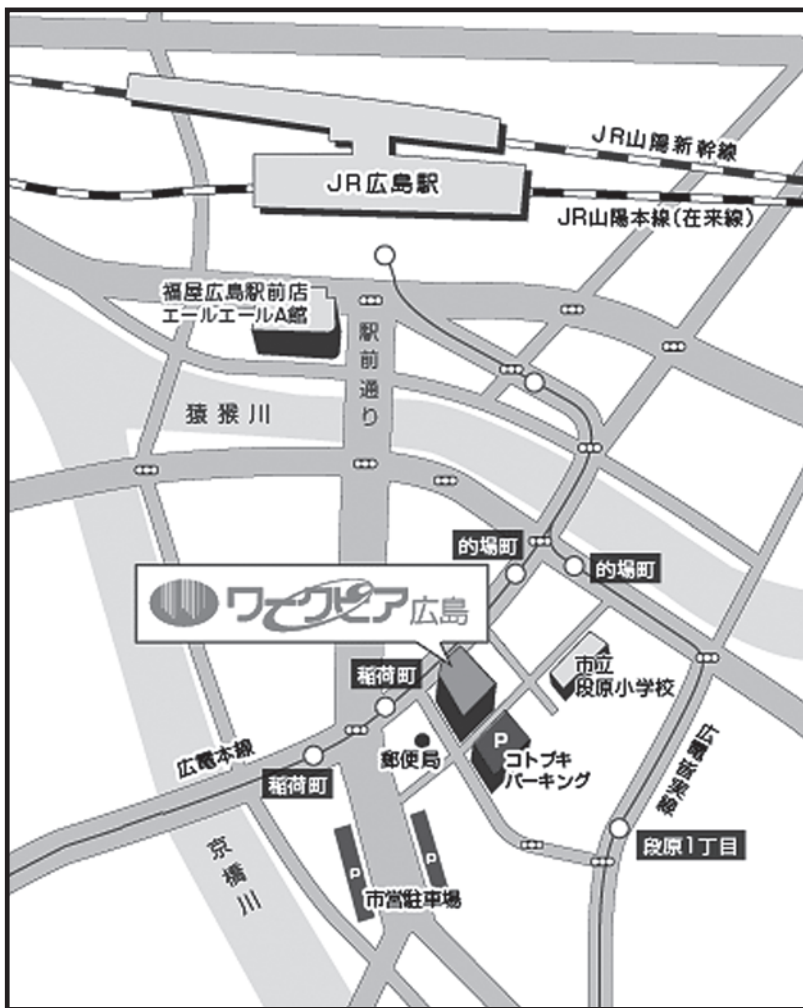 JR山陽新幹線
JR広島駅
JR山陽本線(在来線)
福屋広島駅前店
エールエールA館
駅前通り
猿猴川
的場町
的場町
ワークピア広島
市立
段原小学校
稲荷町
広電本線
郵便局
P
コトブキ
パーキング
稲荷町
広電皆実線
段原1丁目
京橋川
P
P
市営駐車場